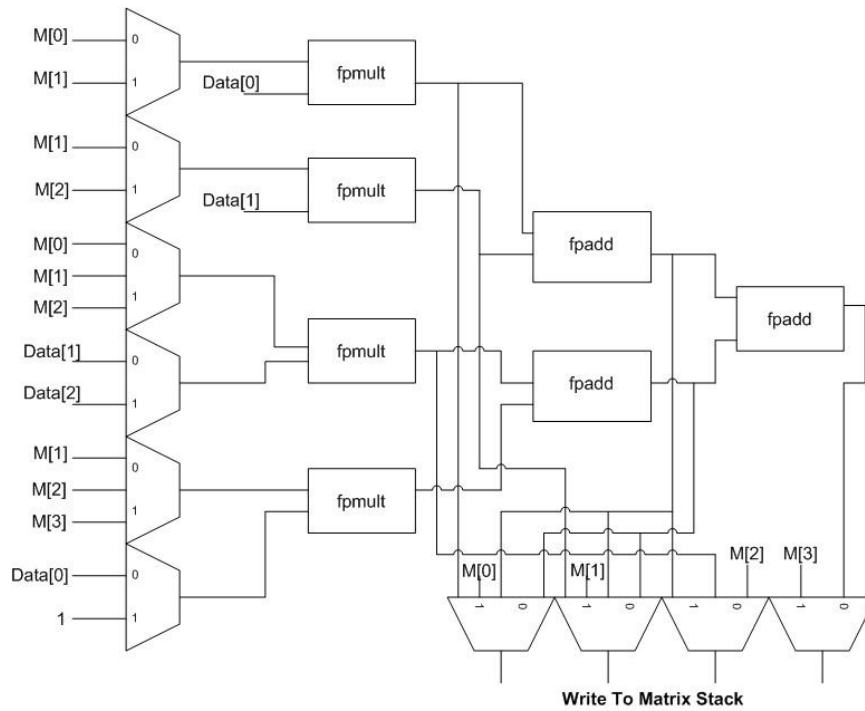 M[0]
0
M[1]
1
Data[0]
fpmult
M[1]
0
M[2]
1
Data[1]
fpmult
M[0]
0
M[1]
1
M[2]
fpadd
fpadd
Data[1]
0
fpmult
Data[2]
1
fpadd
M[1]
0
M[2]
1
M[3]
fpmult
Data[0]
0
1
1
M[0]
M[1]
M[2]
M[3]
1
0
1
0
1
0
1
0
Write To Matrix Stack